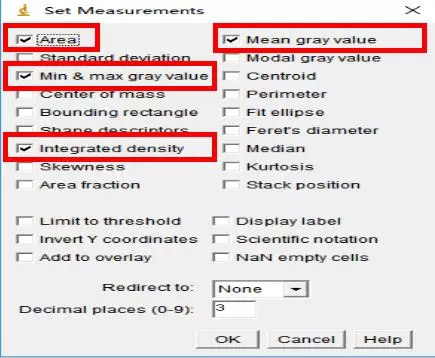 Set Measurements
Area
Mean gray value
Standard deviation
Modal gray value
Min & max gray value
Centroid
Center of mass
Perimeter
Bounding rectangle
Fit ellipse
Shape descriptors
Feret's diameter
Integrated density
Median
Skewness
Kurtosis
Area fraction
Stack position
Limit to threshold
Display label
Invert Y coordinates
Scientific notation
Add to overlay
NaN empty cells
Redirect to: None
Decimal places (0-9): 3
OK Cancel Help